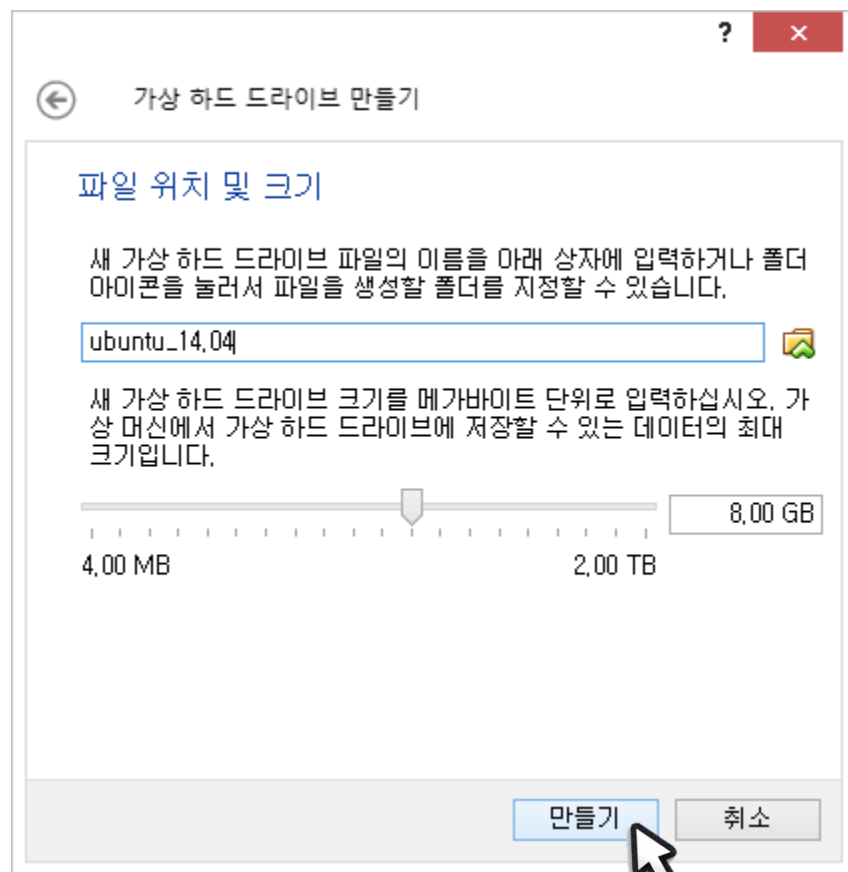 ?
가상 하드 드라이브 만들기
파일 위치 및 크기
새 가상 하드 드라이브 파일의 이름을 아래 상자에 입력하거나 폴더
아이콘을 눌러서 파일을 생성할 폴더를 지정할 수 있습니다.
ubuntu_14.04
새 가상 하드 드라이브 크기를 메가바이트 단위로 입력하십시오. 가
상 머신에서 가상 하드 드라이브에 저장할 수 있는 데이터의 최대
크기입니다.
8.00 GB
4.00 MB 2.00 TB
만들기 취소